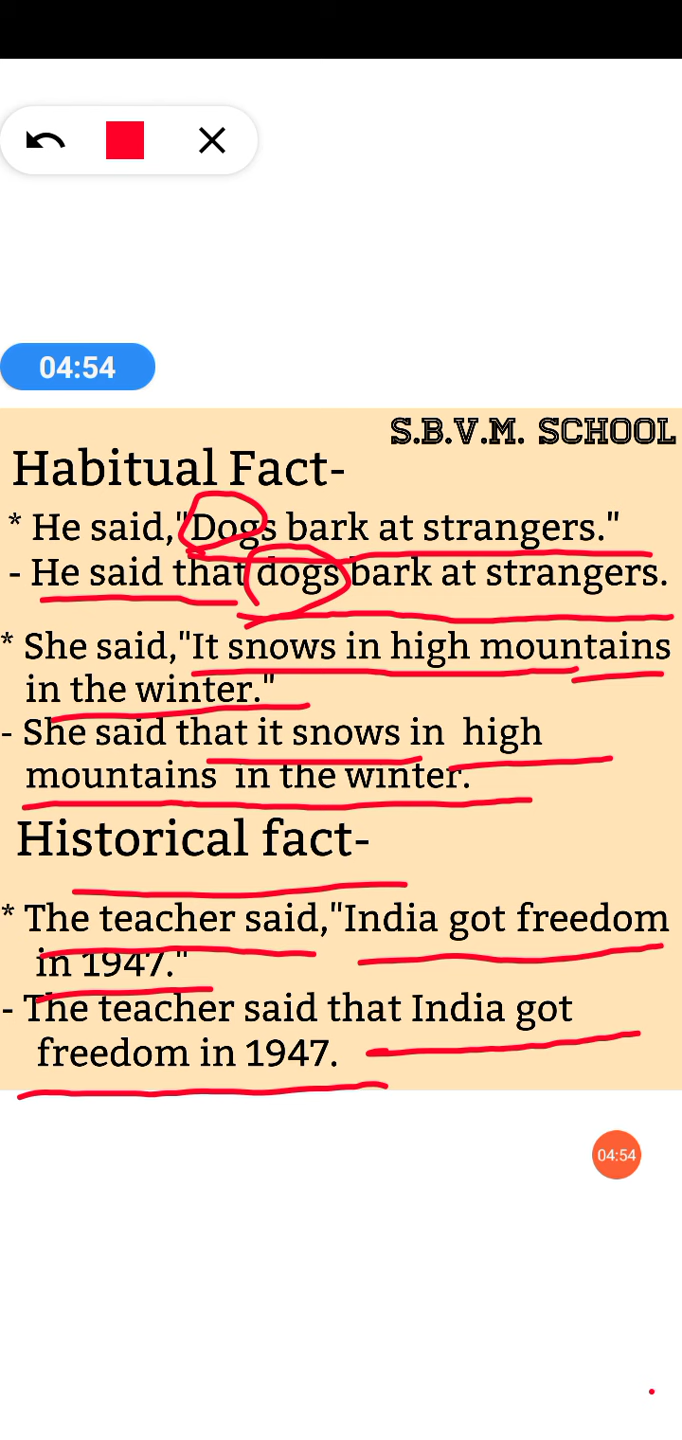 04:54
S.B.V.M. SCHOOL
Habitual Fact-
* He said,"Dogs bark at strangers."
- He said that dogs bark at strangers.
* She said,"It snows in high mountains
in the winter."
- She said that it snows in high
mountains in the winter.
Historical fact-
* The teacher said,"India got freedom
in 1947."
- The teacher said that India got
freedom in 1947.
04:54